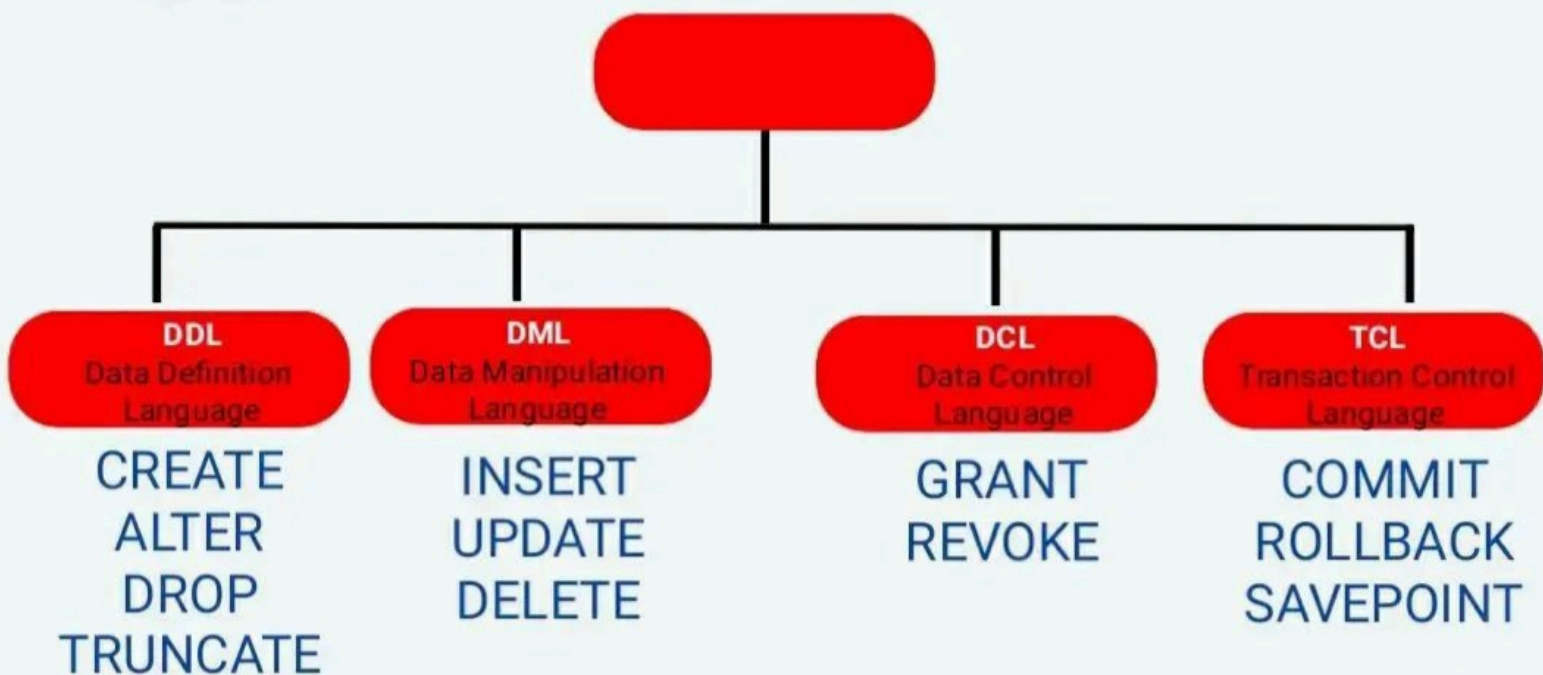 DDL
Data Definition
Language
CREATE
ALTER
DROP
TRUNCATE
DML
Data Manipulation
Language
INSERT
UPDATE
DELETE
DCL
Data Control
Language
GRANT
REVOKE
TCL
Transaction Control
Language
COMMIT
ROLLBACK
SAVEPOINT